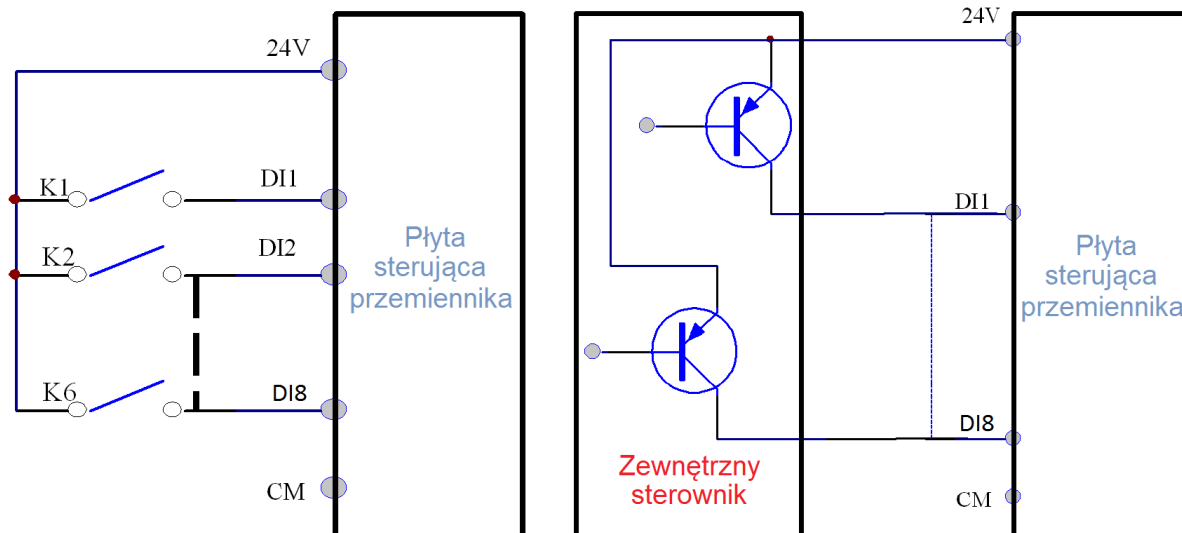 24V
K1
DI1
K2
DI2
K6
DI8
CM
Płyta
sterująca
przemiennika
24V
DI1
DI8
CM
Zewnętrzny
sterownik
Płyta
sterująca
przemiennika